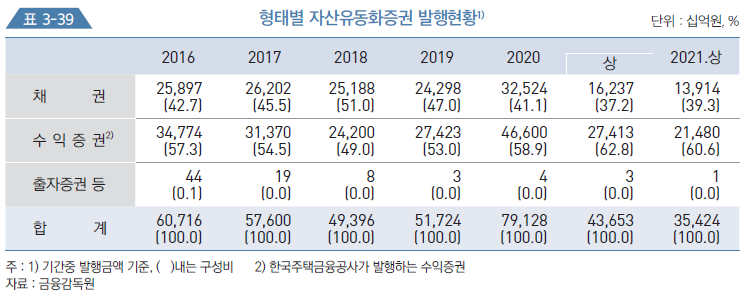 표 3-39
형태별 자산유동화증권 발행현황1)
단위 : 십억원, %
2016 2017 2018 2019 2020 상 2021.상
채 권 25,897 26,202 25,188 24,298 32,524 16,237 13,914
(42.7) (45.5) (51.0) (47.0) (41.1) (37.2) (39.3)
수 익 증 권2) 34,774 31,370 24,200 27,423 46,600 27,413 21,480
(57.3) (54.5) (49.0) (53.0) (58.9) (62.8) (60.6)
출자증권 등 44 19 8 3 4 3 1
(0.1) (0.0) (0.0) (0.0) (0.0) (0.0) (0.0)
합 계 60,716 57,600 49,396 51,724 79,128 43,653 35,424
(100.0) (100.0) (100.0) (100.0) (100.0) (100.0) (100.0)
주 : 1) 기간중 발행금액 기준, ( )내는 구성비 2) 한국주택금융공사가 발행하는 수익증권
자료 : 금융감독원